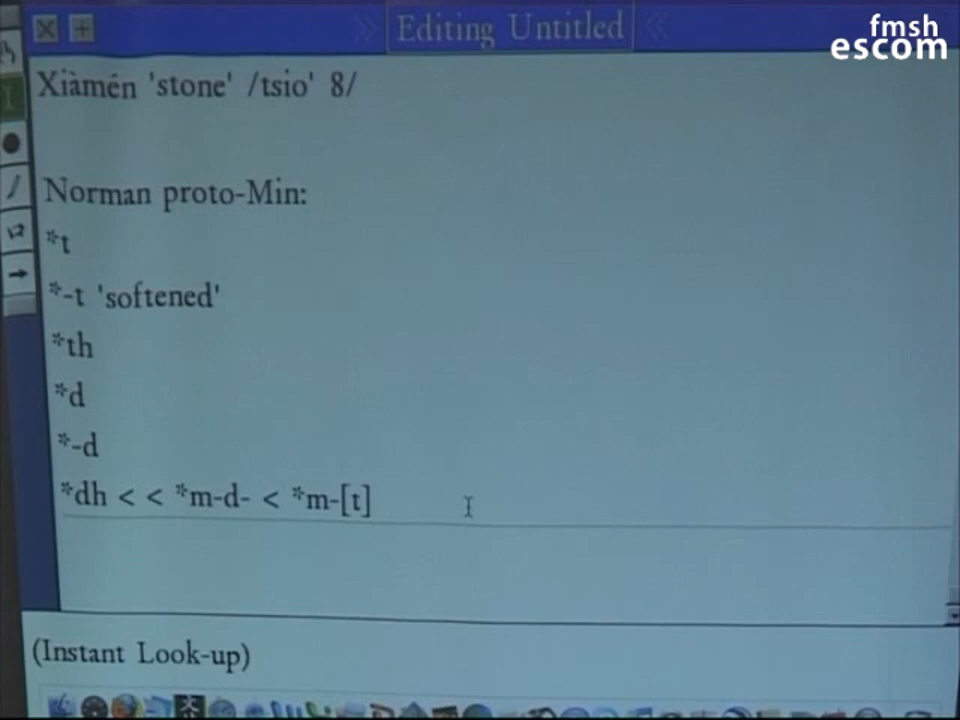 Editing Untitled
fmsh
escom
Xiàmén 'stone' /tsio' 8/
Norman proto-Min:
*t
*-t 'softened'
*th
*d
*-d
*dh < < *m-d- < *m-[t]
(Instant Look-up)